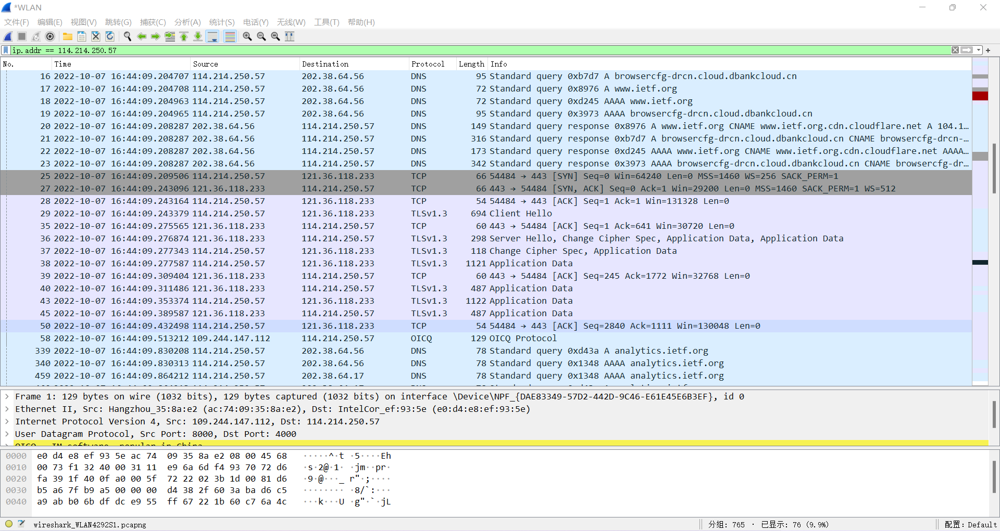 *WLAN
文件(F) 编辑(E) 视图(V) 跳转(G) 捕获(C) 分析(A) 统计(S) 电话(Y) 无线(W) 工具(T) 帮助(H)
ip.addr == 114.214.250.57
No. Time Source Destination Protocol Length Info
16 2022-10-07 16:44:09.204707 114.214.250.57 202.38.64.56 DNS 95 Standard query 0xb7d7 A browsercfg-drcn.cloud.dbankcloud.cn
17 2022-10-07 16:44:09.204708 114.214.250.57 202.38.64.56 DNS 72 Standard query 0x8976 A www.ietf.org
18 2022-10-07 16:44:09.204963 114.214.250.57 202.38.64.56 DNS 72 Standard query 0xd245 AAAA www.ietf.org
19 2022-10-07 16:44:09.204965 114.214.250.57 202.38.64.56 DNS 95 Standard query 0x3973 AAAA browsercfg-drcn.cloud.dbankcloud.cn
20 2022-10-07 16:44:09.208287 202.38.64.56 114.214.250.57 DNS 149 Standard query response 0x8976 A www.ietf.org CNAME www.ietf.org.cdn.cloudflare.net A 104.1…
21 2022-10-07 16:44:09.208287 202.38.64.56 114.214.250.57 DNS 316 Standard query response 0xb7d7 A browsercfg-drcn.cloud.dbankcloud.cn CNAME browsercfg-drcn-…
22 2022-10-07 16:44:09.208287 202.38.64.56 114.214.250.57 DNS 173 Standard query response 0xd245 AAAA www.ietf.org CNAME www.ietf.org.cdn.cloudflare.net AAAA…
23 2022-10-07 16:44:09.208287 202.38.64.56 114.214.250.57 DNS 342 Standard query response 0x3973 AAAA browsercfg-drcn.cloud.dbankcloud.cn CNAME browsercfg-dr…
25 2022-10-07 16:44:09.209506 114.214.250.57 121.36.118.233 TCP 66 54484 → 443 [SYN] Seq=0 Win=64240 Len=0 MSS=1460 WS=256 SACK_PERM=1
27 2022-10-07 16:44:09.243096 121.36.118.233 114.214.250.57 TCP 66 443 → 54484 [SYN, ACK] Seq=0 Ack=1 Win=29200 Len=0 MSS=1460 SACK_PERM=1 WS=512
28 2022-10-07 16:44:09.243164 114.214.250.57 121.36.118.233 TCP 54 54484 → 443 [ACK] Seq=1 Ack=1 Win=131328 Len=0
29 2022-10-07 16:44:09.243379 114.214.250.57 121.36.118.233 TLSv1.3 694 Client Hello
35 2022-10-07 16:44:09.275565 121.36.118.233 114.214.250.57 TCP 60 443 → 54484 [ACK] Seq=1 Ack=641 Win=30720 Len=0
36 2022-10-07 16:44:09.276874 121.36.118.233 114.214.250.57 TLSv1.3 298 Server Hello, Change Cipher Spec, Application Data, Application Data
37 2022-10-07 16:44:09.277343 114.214.250.57 121.36.118.233 TLSv1.3 118 Change Cipher Spec, Application Data
38 2022-10-07 16:44:09.277587 114.214.250.57 121.36.118.233 TLSv1.3 1121 Application Data
39 2022-10-07 16:44:09.309404 121.36.118.233 114.214.250.57 TCP 60 443 → 54484 [ACK] Seq=245 Ack=1772 Win=32768 Len=0
40 2022-10-07 16:44:09.311486 121.36.118.233 114.214.250.57 TLSv1.3 487 Application Data
43 2022-10-07 16:44:09.353374 114.214.250.57 121.36.118.233 TLSv1.3 1122 Application Data
45 2022-10-07 16:44:09.389587 121.36.118.233 114.214.250.57 TLSv1.3 487 Application Data
50 2022-10-07 16:44:09.432498 114.214.250.57 121.36.118.233 TCP 54 54484 → 443 [ACK] Seq=2840 Ack=1111 Win=130048 Len=0
58 2022-10-07 16:44:09.513212 109.244.147.112 114.214.250.57 OICQ 129 OICQ Protocol
339 2022-10-07 16:44:09.830208 114.214.250.57 202.38.64.56 DNS 78 Standard query 0xd43a A analytics.ietf.org
340 2022-10-07 16:44:09.830313 114.214.250.57 202.38.64.56 DNS 78 Standard query 0x1348 AAAA analytics.ietf.org
459 2022-10-07 16:44:09.864212 114.214.250.57 202.38.64.17 DNS 78 Standard query 0x1348 AAAA analytics.ietf.org
Frame 1: 129 bytes on wire (1032 bits), 129 bytes captured (1032 bits) on interface \Device\NPF_{DAE83349-57D2-442D-9C46-E61E45E6B3EF}, id 0
Ethernet II, Src: Hangzhou_35:8a:e2 (ac:74:09:35:8a:e2), Dst: IntelCor_ef:93:5e (e0:d4:e8:ef:93:5e)
Internet Protocol Version 4, Src: 109.244.147.112, Dst: 114.214.250.57
User Datagram Protocol, Src Port: 8000, Dst Port: 4000
OICQ - IM software, popular in China
0000 e0 d4 e8 ef 93 5e ac 74 09 35 8a e2 08 00 45 68 ·····^·t ·5····Eh
0010 00 73 f1 32 40 00 31 11 e9 6a 6d f4 93 70 72 d6 ·s·2@·1· ·jm··pr·
0020 fa 39 1f 40 0f a0 00 5f 72 22 02 3b 1d 00 81 d6 ·9·@···_ r"·;····
0030 b5 a6 7f b9 a5 00 00 00 d4 38 2f 60 3a ba d6 c5 ········ ·8/`:···
0040 a9 ab b0 6b df dc e9 55 ff 67 22 1b 60 c7 6a 4c ···k···U ·g"·`·jL
wireshark_WLAN4292S1.pcapng 分组: 765 · 已显示: 76 (9.9%) 配置: Default